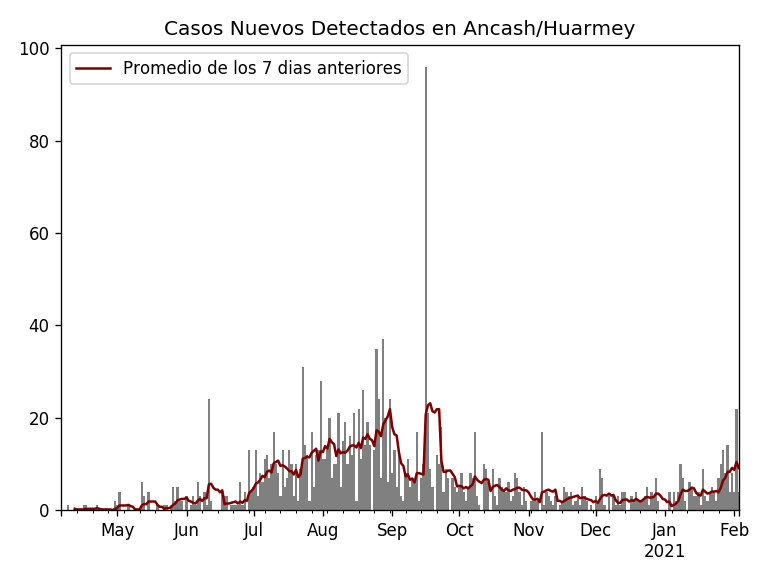 Casos Nuevos Detectados en Ancash/Huarmey
Promedio de los 7 dias anteriores
100
80
60
40
20
0
May Jun Jul Aug Sep Oct Nov Dec Jan Feb
2021